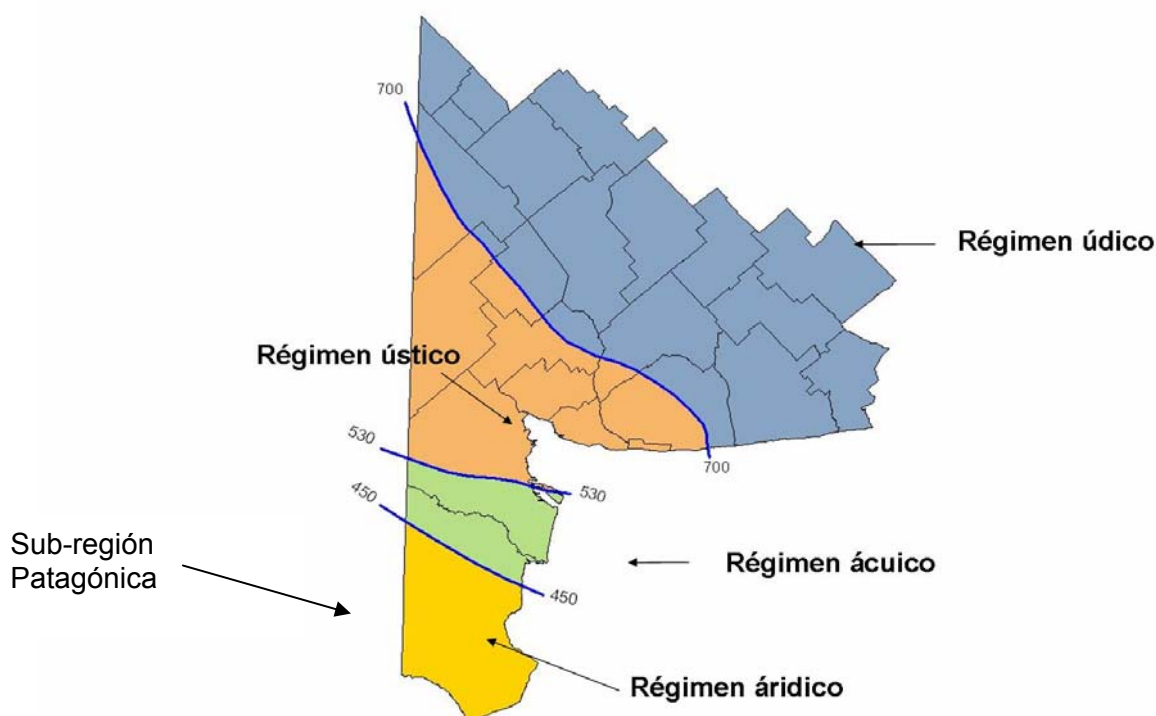 700
Régimen údico
Régimen ústico
530
700
530
450
Sub-región
Patagónica
Régimen ácuico
450
Régimen áridico